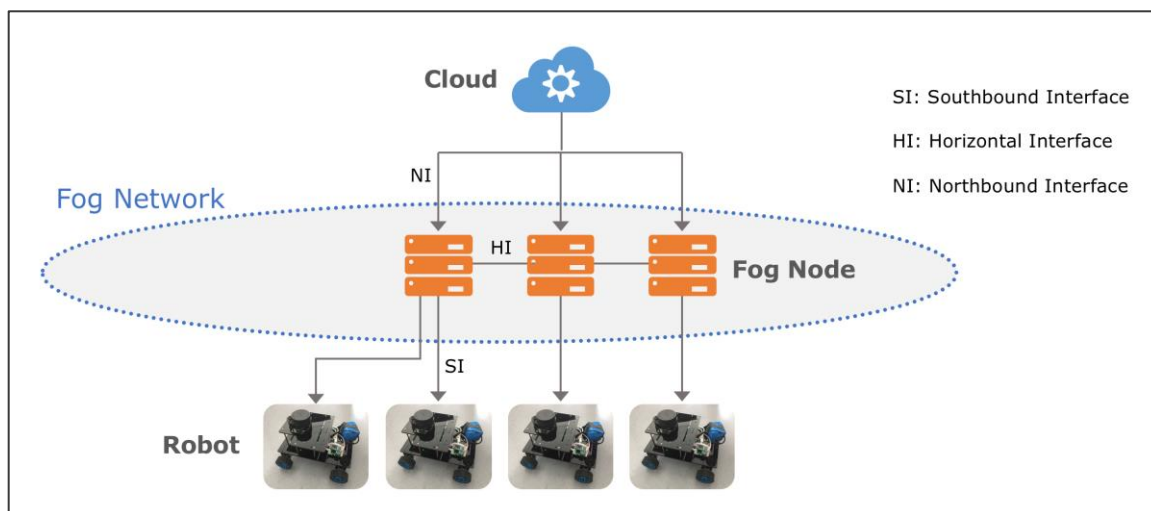 Cloud
SI: Southbound Interface
HI: Horizontal Interface
NI
NI: Northbound Interface
Fog Network
HI
Fog Node
SI
Robot